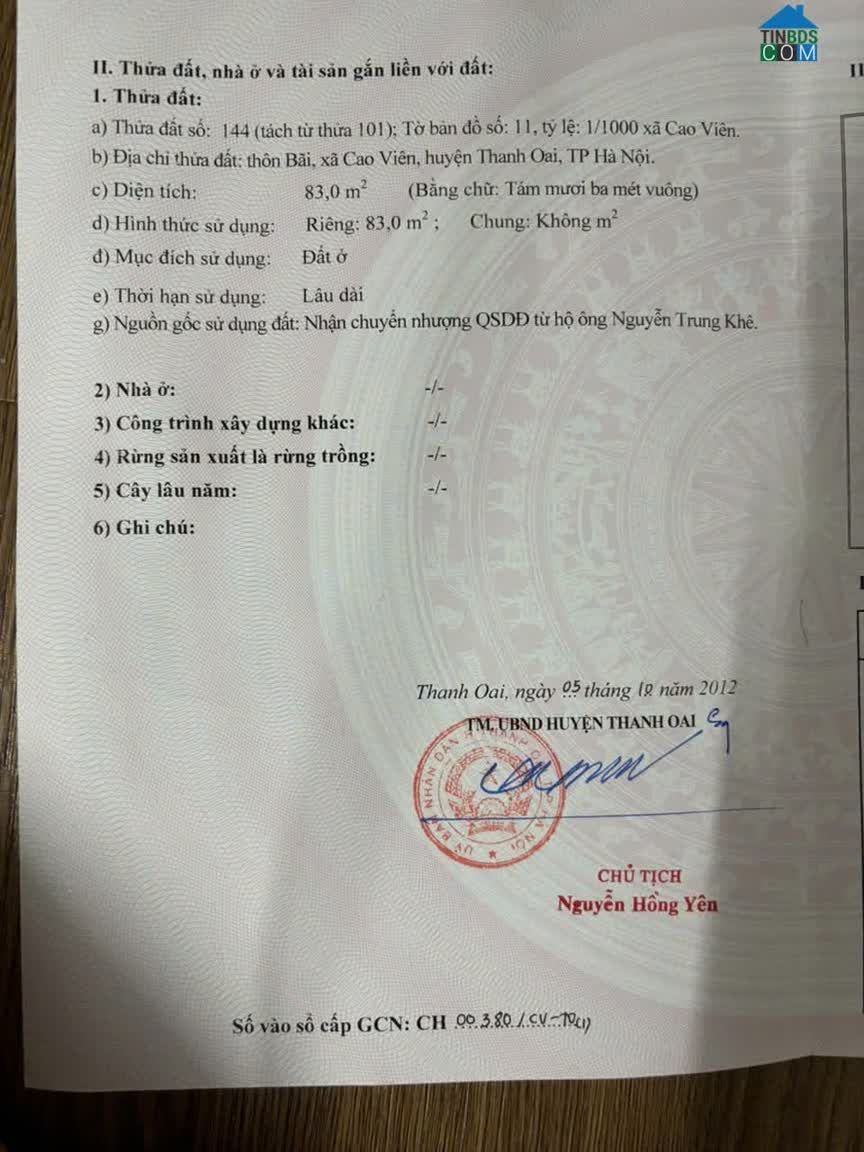 TINBDS
COM
II. Thửa đất, nhà ở và tài sản gắn liền với đất:
1. Thửa đất:
a) Thửa đất số: 144 (tách từ thửa 101); Tờ bản đồ số: 11, tỷ lệ: 1/1000 xã Cao Viên.
b) Địa chỉ thửa đất: thôn Bãi, xã Cao Viên, huyện Thanh Oai, TP Hà Nội.
c) Diện tích: 83,0 m² (Bằng chữ: Tám mươi ba mét vuông)
d) Hình thức sử dụng: Riêng: 83,0 m² ; Chung: Không m²
đ) Mục đích sử dụng: Đất ở
e) Thời hạn sử dụng: Lâu dài
g) Nguồn gốc sử dụng đất: Nhận chuyển nhượng QSDĐ từ hộ ông Nguyễn Trung Khê.
2) Nhà ở: -/-
3) Công trình xây dựng khác: -/-
4) Rừng sản xuất là rừng trồng: -/-
5) Cây lâu năm: -/-
6) Ghi chú:
Thanh Oai, ngày 05 tháng năm 2012
TM, UBND HUYỆN THANH OAI
CHỦ TỊCH
Nguyễn Hồng Yên
Số vào sổ cấp GCN: CH 00380